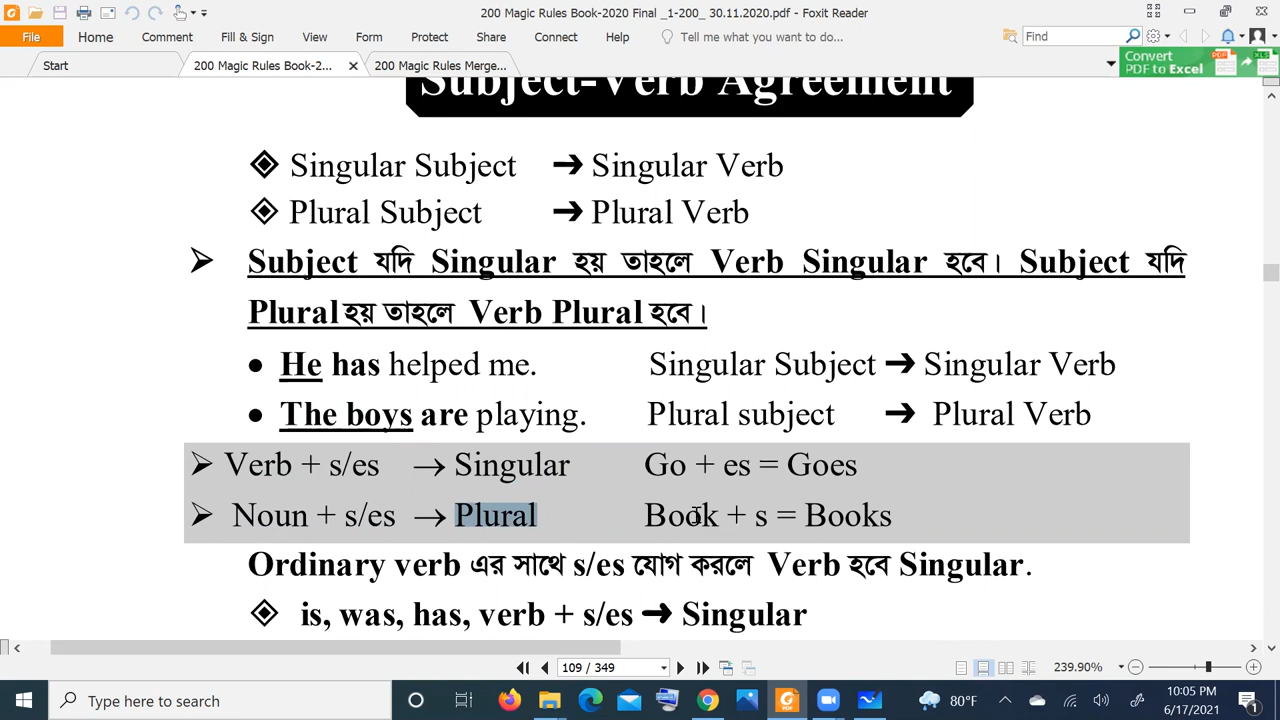 200 Magic Rules Book-2020 Final _1-200_ 30.11.2020.pdf - Foxit Reader
File Home Comment Fill & Sign View Form Protect Share Connect Help Tell me what you want to do... Find
Start 200 Magic Rules Book-2... 200 Magic Rules Merge...
Convert
PDF to Excel
Subject-Verb Agreement
❖ Singular Subject ➔ Singular Verb
❖ Plural Subject ➔ Plural Verb
➢ Subject যদি Singular হয় তাহলে Verb Singular হবে। Subject যদি
Plural হয় তাহলে Verb Plural হবে।
• He has helped me. Singular Subject ➔ Singular Verb
• The boys are playing. Plural subject ➔ Plural Verb
➢ Verb + s/es → Singular Go + es = Goes
➢ Noun + s/es → Plural Book + s = Books
Ordinary verb এর সাথে s/es যোগ করলে Verb হবে Singular.
❖ is, was, has, verb + s/es ➔ Singular
109 / 349 239.90%
Type here to search 80°F 10:05 PM
6/17/2021